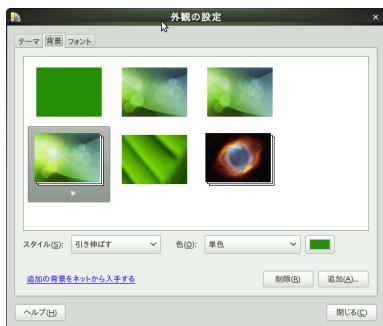 外観の設定
テーマ 背景 フォント
スタイル(S): 引き伸ばす 色(O): 単色
追加の背景をネットから入手する 削除(R) 追加(A)...
ヘルプ(H) 閉じる(C)